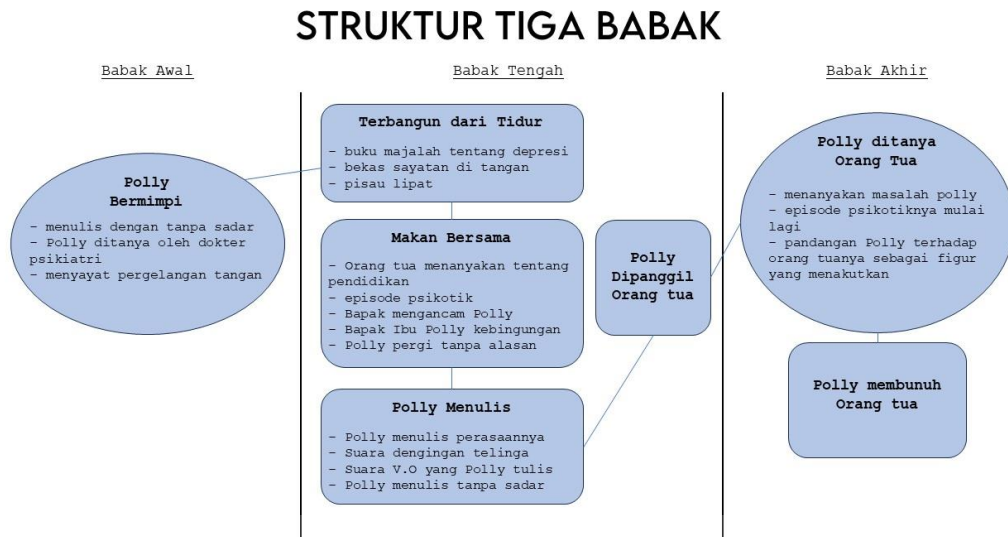 STRUKTUR TIGA BABAK
Babak Awal
Polly
Bermimpi
- menulis dengan tanpa sadar
- Polly ditanya oleh dokter
psikiatri
- menyayat pergelangan tangan
Babak Tengah
Terbangun dari Tidur
- buku majalah tentang depresi
- bekas sayatan di tangan
- pisau lipat
Makan Bersama
- Orang tua menanyakan tentang
pendidikan
- episode psikotik
- Bapak mengancam Polly
- Bapak Ibu Polly kebingungan
- Polly pergi tanpa alasan
Polly Menulis
- Polly menulis perasaannya
- Suara dengingan telinga
- Suara V.O yang Polly tulis
- Polly menulis tanpa sadar
Polly
Dipanggil
Orang tua
Babak Akhir
Polly ditanya
Orang Tua
- menanyakan masalah polly
- episode psikotiknya mulai
lagi
- pandangan Polly terhadap
orang tuanya sebagai figur
yang menakutkan
Polly membunuh
Orang tua